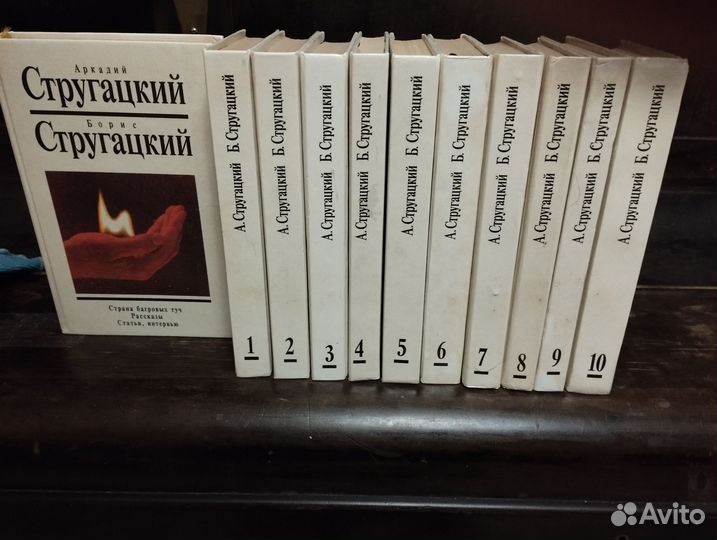 Аркадий
Стругацкий
Борис
Стругацкий
Страна багровых туч
Рассказы
Статьи, интервью
А. Стругацкий Б. Стругацкий
1
А. Стругацкий Б. Стругацкий
2
А. Стругацкий Б. Стругацкий
3
А. Стругацкий Б. Стругацкий
4
А. Стругацкий Б. Стругацкий
5
А. Стругацкий Б. Стругацкий
6
А. Стругацкий Б. Стругацкий
7
А. Стругацкий Б. Стругацкий
8
А. Стругацкий Б. Стругацкий
9
А. Стругацкий Б. Стругацкий
10
Avito